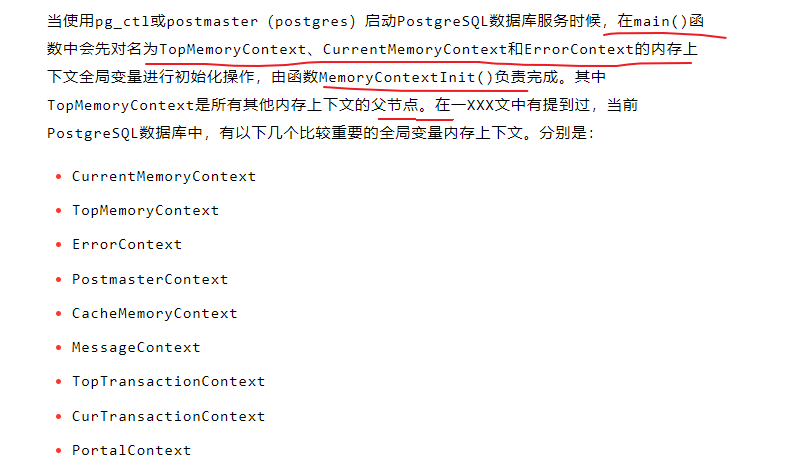 当使用pg_ctl或postmaster（postgres）启动PostgreSQL数据库服务时候，在main()函
数中会先对名为TopMemoryContext、CurrentMemoryContext和ErrorContext的内存上
下文全局变量进行初始化操作，由函数MemoryContextInit()负责完成。其中
TopMemoryContext是所有其他内存上下文的父节点。在一XXX文中有提到过，当前
PostgreSQL数据库中，有以下几个比较重要的全局变量内存上下文。分别是：
• CurrentMemoryContext
• TopMemoryContext
• ErrorContext
• PostmasterContext
• CacheMemoryContext
• MessageContext
• TopTransactionContext
• CurTransactionContext
• PortalContext